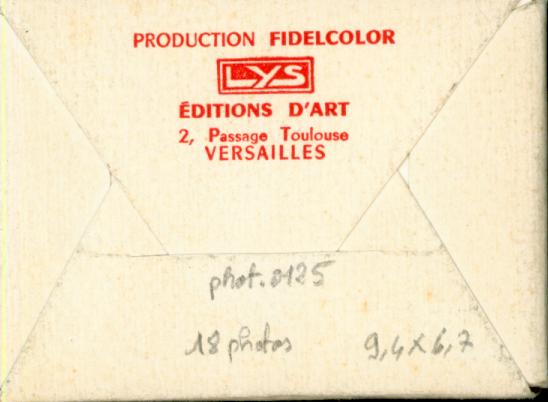 PRODUCTION FIDELCOLOR
LYS
ÉDITIONS D'ART
2, Passage Toulouse
VERSAILLES
phot.0125
18 photos 9,4 X 6,7